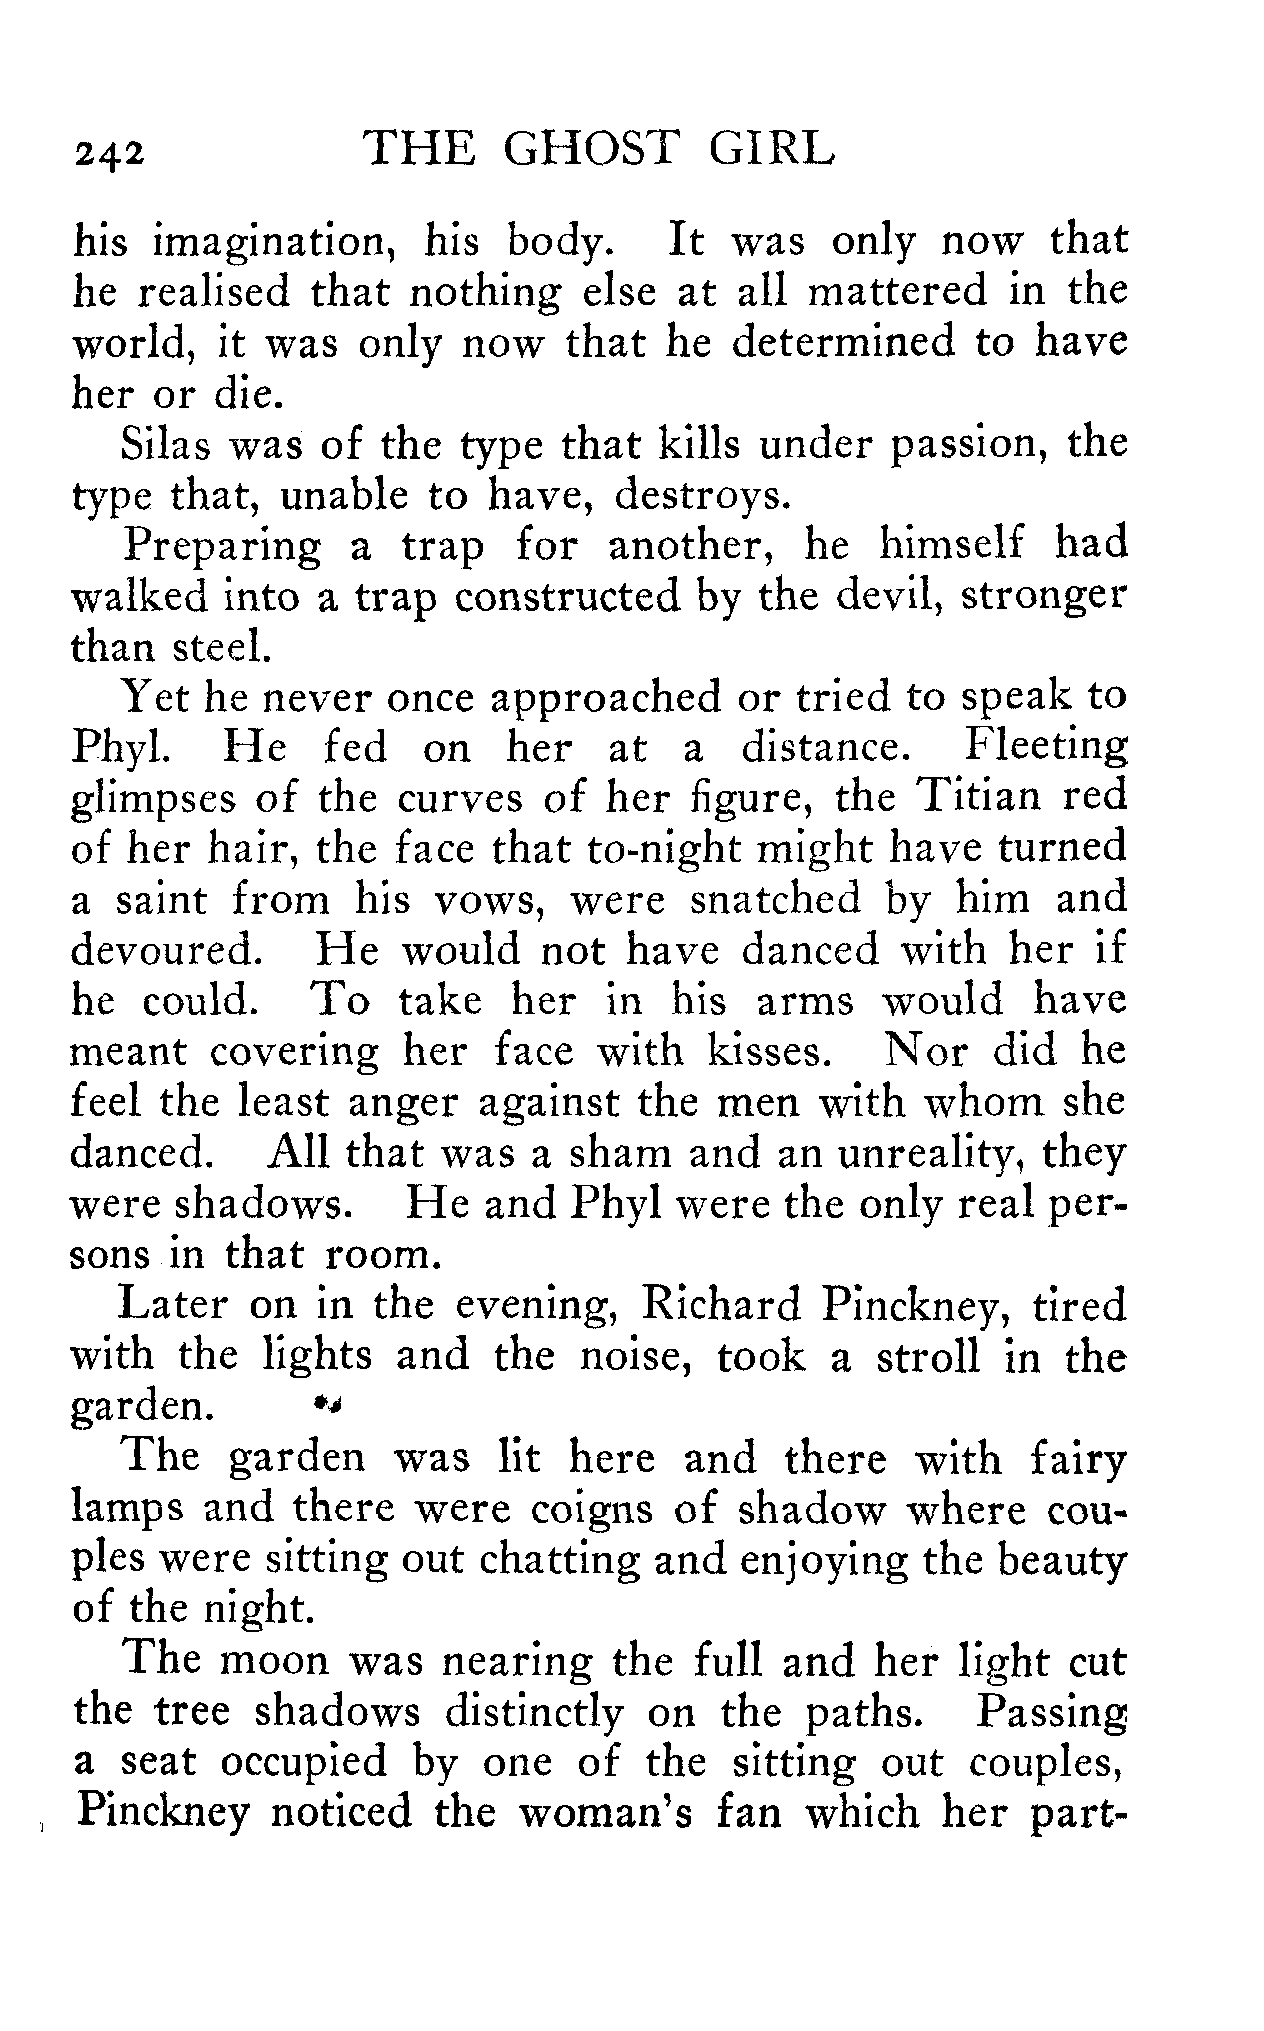 242 THE GHOST GIRL
his imagination, his body. It was only now that
he realised that nothing else at all mattered in the
world, it was only now that he determined to have
her or die.
Silas was of the type that kills under passion, the
type that, unable to have, destroys.
Preparing a trap for another, he himself had
walked into a trap constructed by the devil, stronger
than steel.
Yet he never once approached or tried to speak to
Phyl. He fed on her at a distance. Fleeting
glimpses of the curves of her figure, the Titian red
of her hair, the face that to-night might have turned
a saint from his vows, were snatched by him and
devoured. He would not have danced with her if
he could. To take her in his arms would have
meant covering her face with kisses. Nor did he
feel the least anger against the men with whom she
danced. All that was a sham and an unreality, they
were shadows. He and Phyl were the only real per-
sons in that room.
Later on in the evening, Richard Pinckney, tired
with the lights and the noise, took a stroll in the
garden.
The garden was lit here and there with fairy
lamps and there were coigns of shadow where cou-
ples were sitting out chatting and enjoying the beauty
of the night.
The moon was nearing the full and her light cut
the tree shadows distinctly on the paths. Passing
a seat occupied by one of the sitting out couples,
Pinckney noticed the woman's fan which her part-